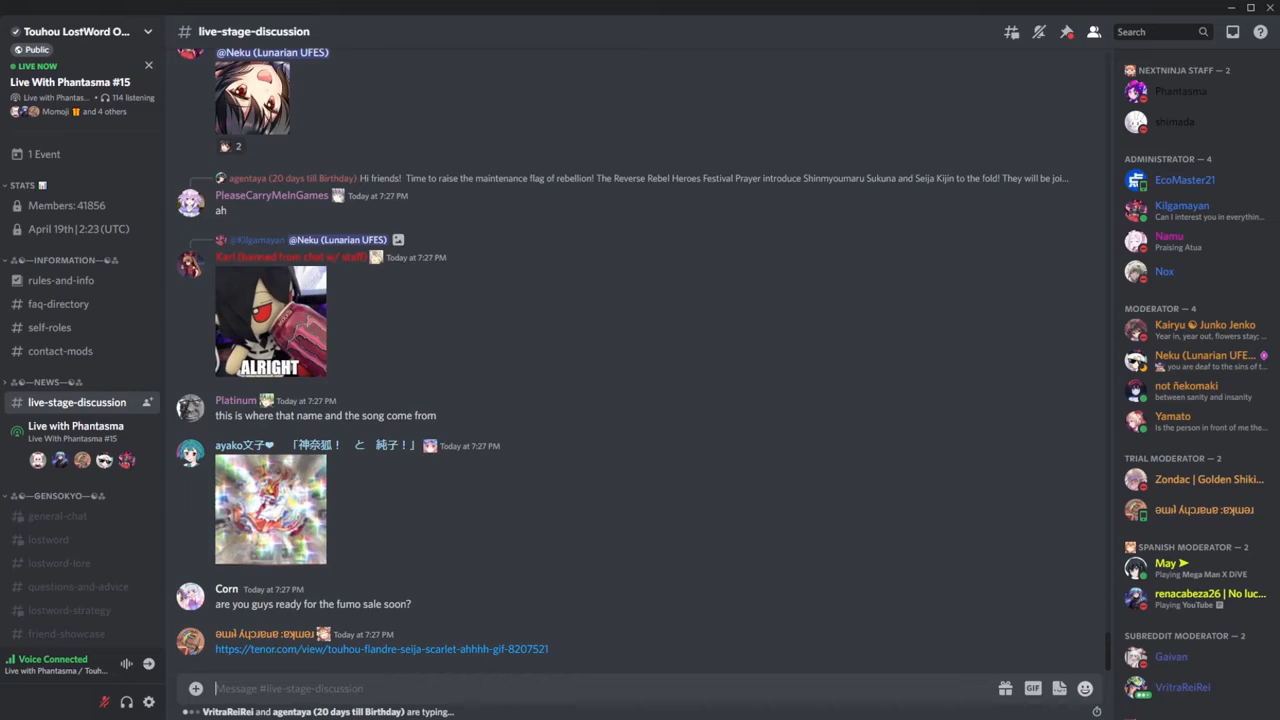 Touhou LostWord O...
Public
LIVE NOW
Live With Phantasma #15
Live with Phantas... • 114 listening
Momoji and 4 others
1 Event
STATS
Members: 41856
April 19th| 2:23 (UTC)
INFORMATION
rules-and-info
faq-directory
self-roles
contact-mods
NEWS
live-stage-discussion
Live with Phantasma
Live With Phantasma #15
GENSOKYO
general-chat
lostword
lostword-lore
questions-and-advice
lostword-strategy
friend-showcase
Voice Connected
Live with Phantasma / Touh...
live-stage-discussion
Search
@Neku (Lunarian UFES)
2
agentaya (20 days till Birthday) Hi friends! Time to raise the maintenance flag of rebellion! The Reverse Rebel Heroes Festival Prayer introduce Shinmyoumaru Sukuna and Seija Kijin to the fold! They will be joi...
PleaseCarryMeInGames Today at 7:27 PM
ah
@Kilgamayan @Neku (Lunarian UFES)
Karl (banned from chat w/ staff) Today at 7:27 PM
ALRIGHT
Platinum Today at 7:27 PM
this is where that name and the song come from
ayako文子❤ 「神奈狐！ と 純子！」 Today at 7:27 PM
Corn Today at 7:27 PM
are you guys ready for the fumo sale soon?
Today at 7:27 PM
https://tenor.com/view/touhou-flandre-seija-scarlet-ahhhh-gif-8207521
Message #live-stage-discussion
GIF
VritraReiRei and agentaya (20 days till Birthday) are typing...
NEXTNINJA STAFF — 2
Phantasma
shimada
ADMINISTRATOR — 4
EcoMaster21
Kilgamayan
Can I interest you in everythin...
Namu
Praising Atua
Nox
MODERATOR — 4
Kairyu ☯ Junko Jenko
Year in, year out, flowers stay; ...
Neku (Lunarian UFE...
you are deaf to the sins of t...
not ñekomaki
between sanity and insanity
Yamato
Is the person in front of me the...
TRIAL MODERATOR — 2
Zondac | Golden Shiki...
SPANISH MODERATOR — 2
May ➤
Playing Mega Man X DiVE
renacabeza26 | No luc...
Playing YouTube
SUBREDDIT MODERATOR — 2
Gaivan
VritraReiRei